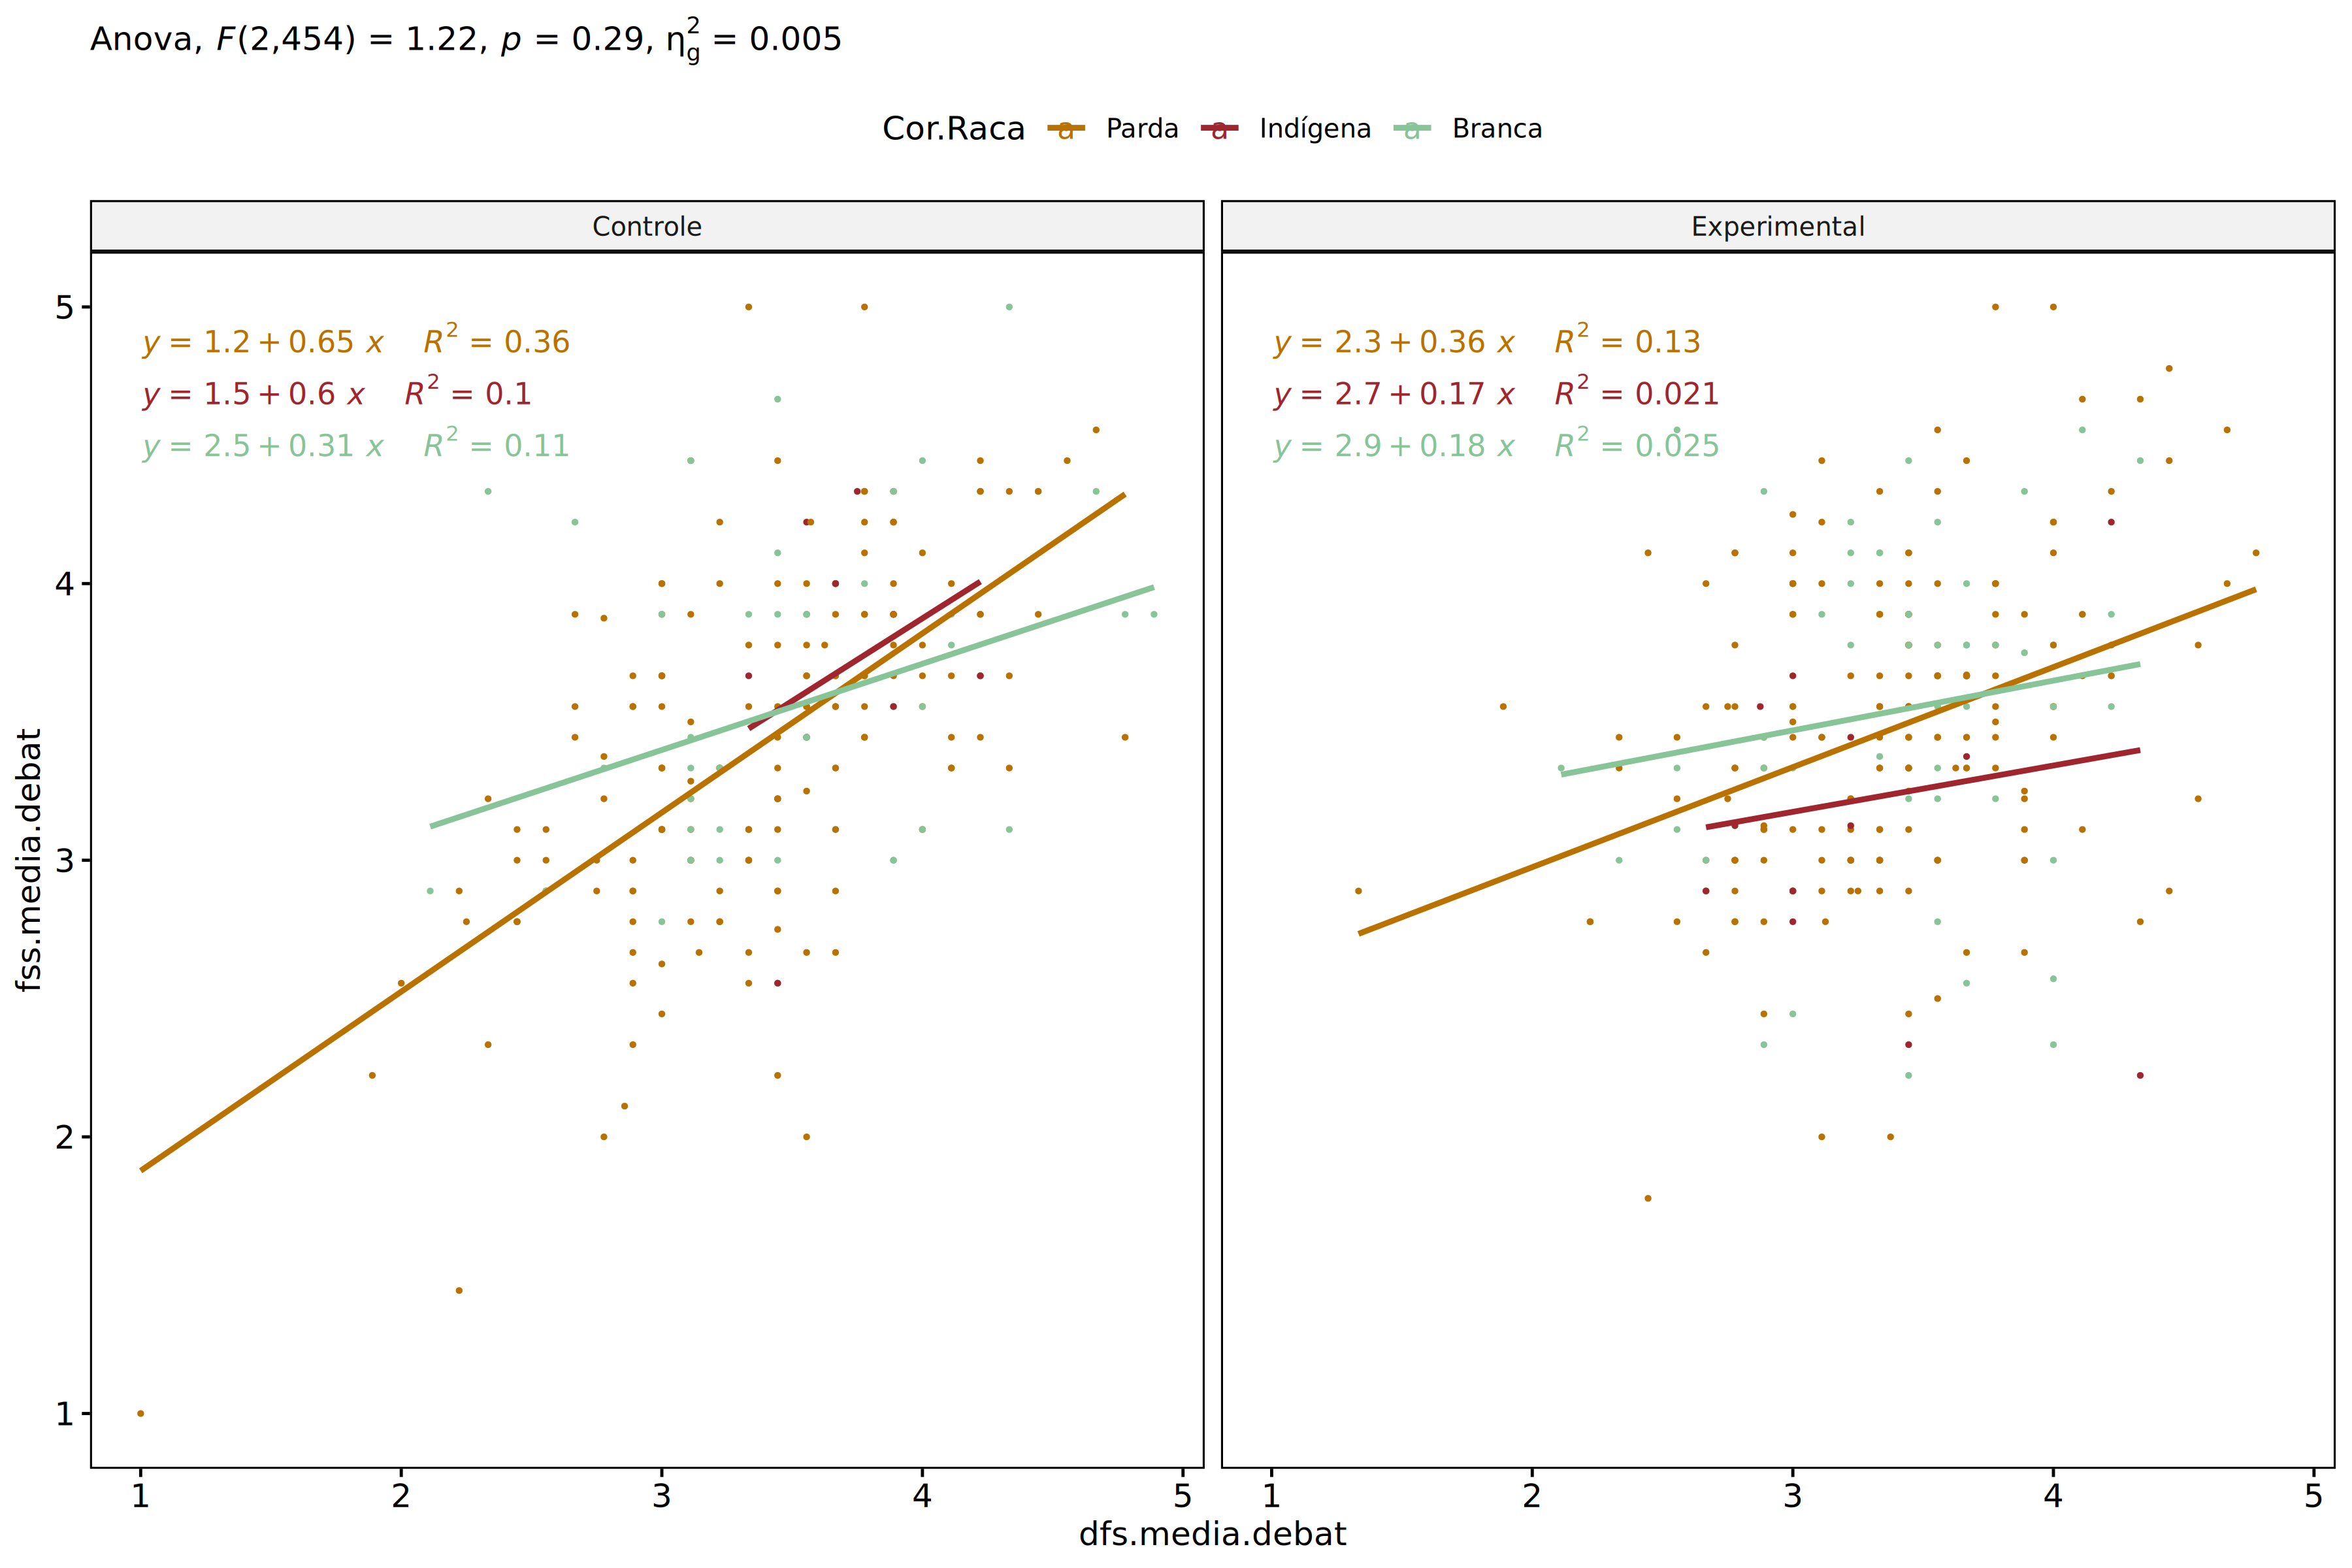 Anova, F(2,454) = 1.22, p = 0.29, η²g = 0.005
Cor.Raca a Parda a Indígena a Branca
Controle Experimental
y = 1.2 + 0.65 x R² = 0.36
y = 1.5 + 0.6 x R² = 0.1
y = 2.5 + 0.31 x R² = 0.11
y = 2.3 + 0.36 x R² = 0.13
y = 2.7 + 0.17 x R² = 0.021
y = 2.9 + 0.18 x R² = 0.025
fss.media.debat
5
4
3
2
1
1 2 3 4 5 1 2 3 4 5
dfs.media.debat